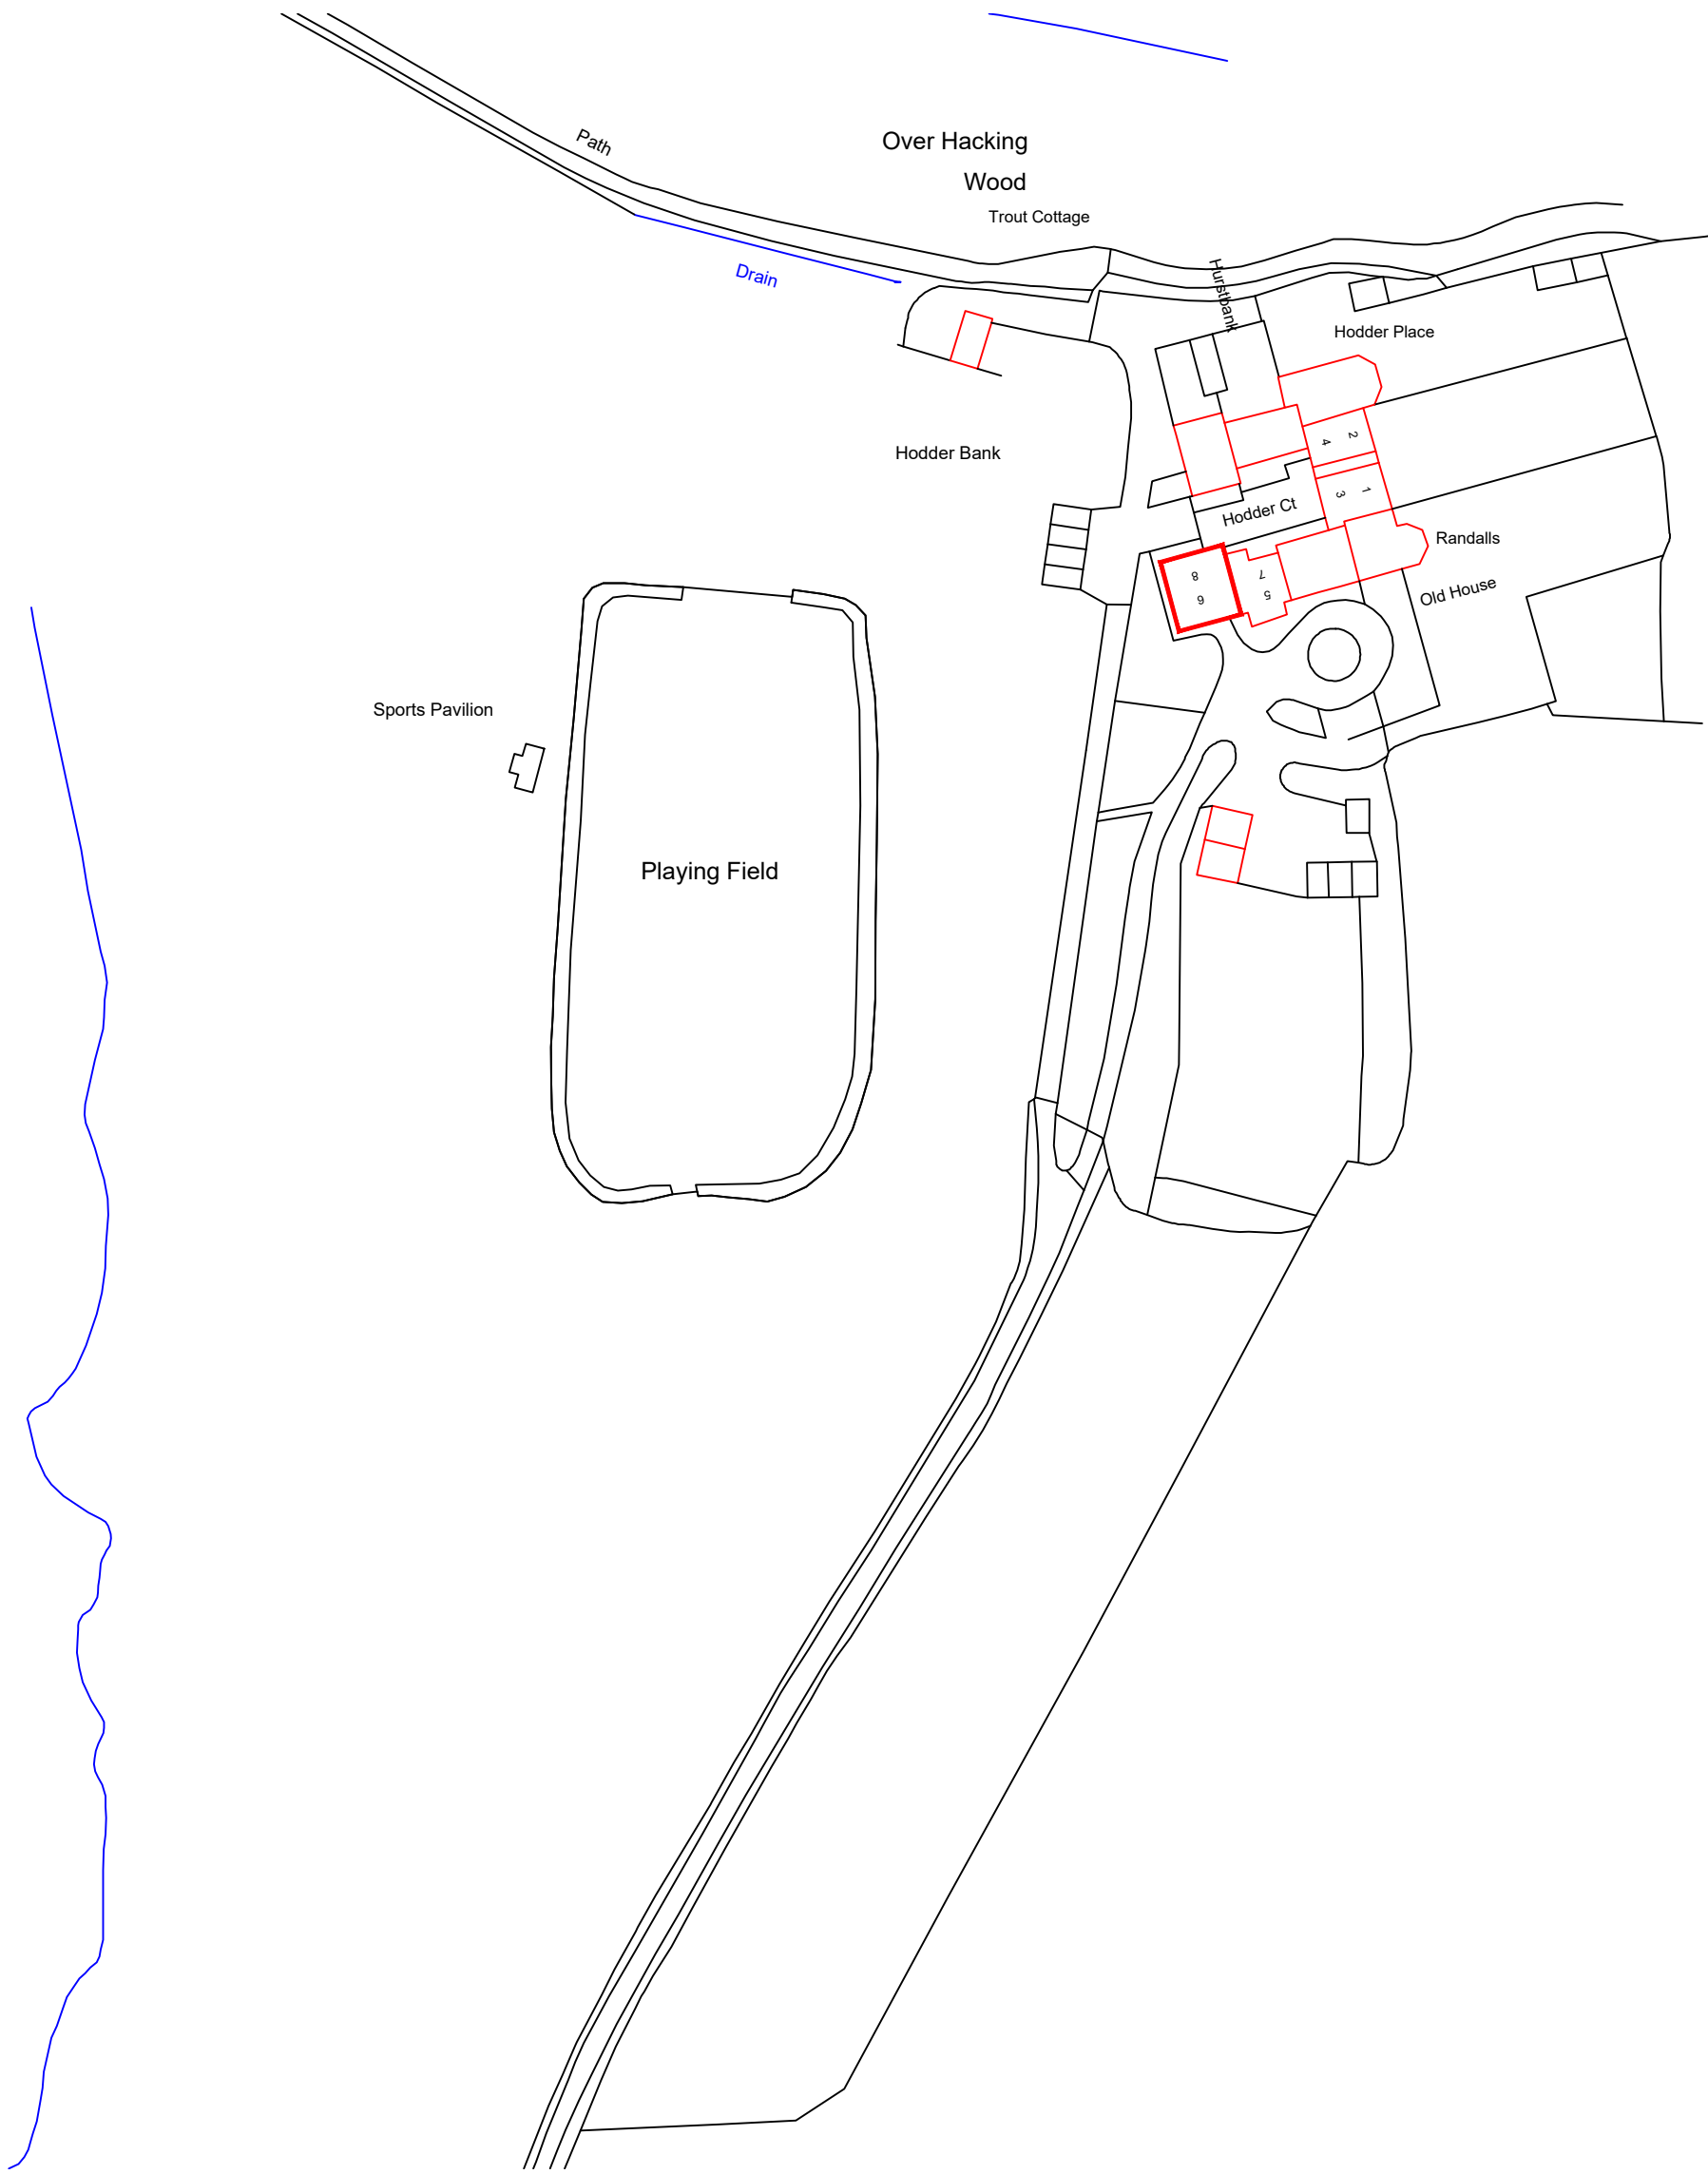 Path
Over Hacking
Wood
Trout Cottage
Drain
Hurstbank
Hodder Place
Hodder Bank
4
2
3
1
Hodder Ct
Randalls
8
6
7
5
Old House
Sports Pavilion
Playing Field